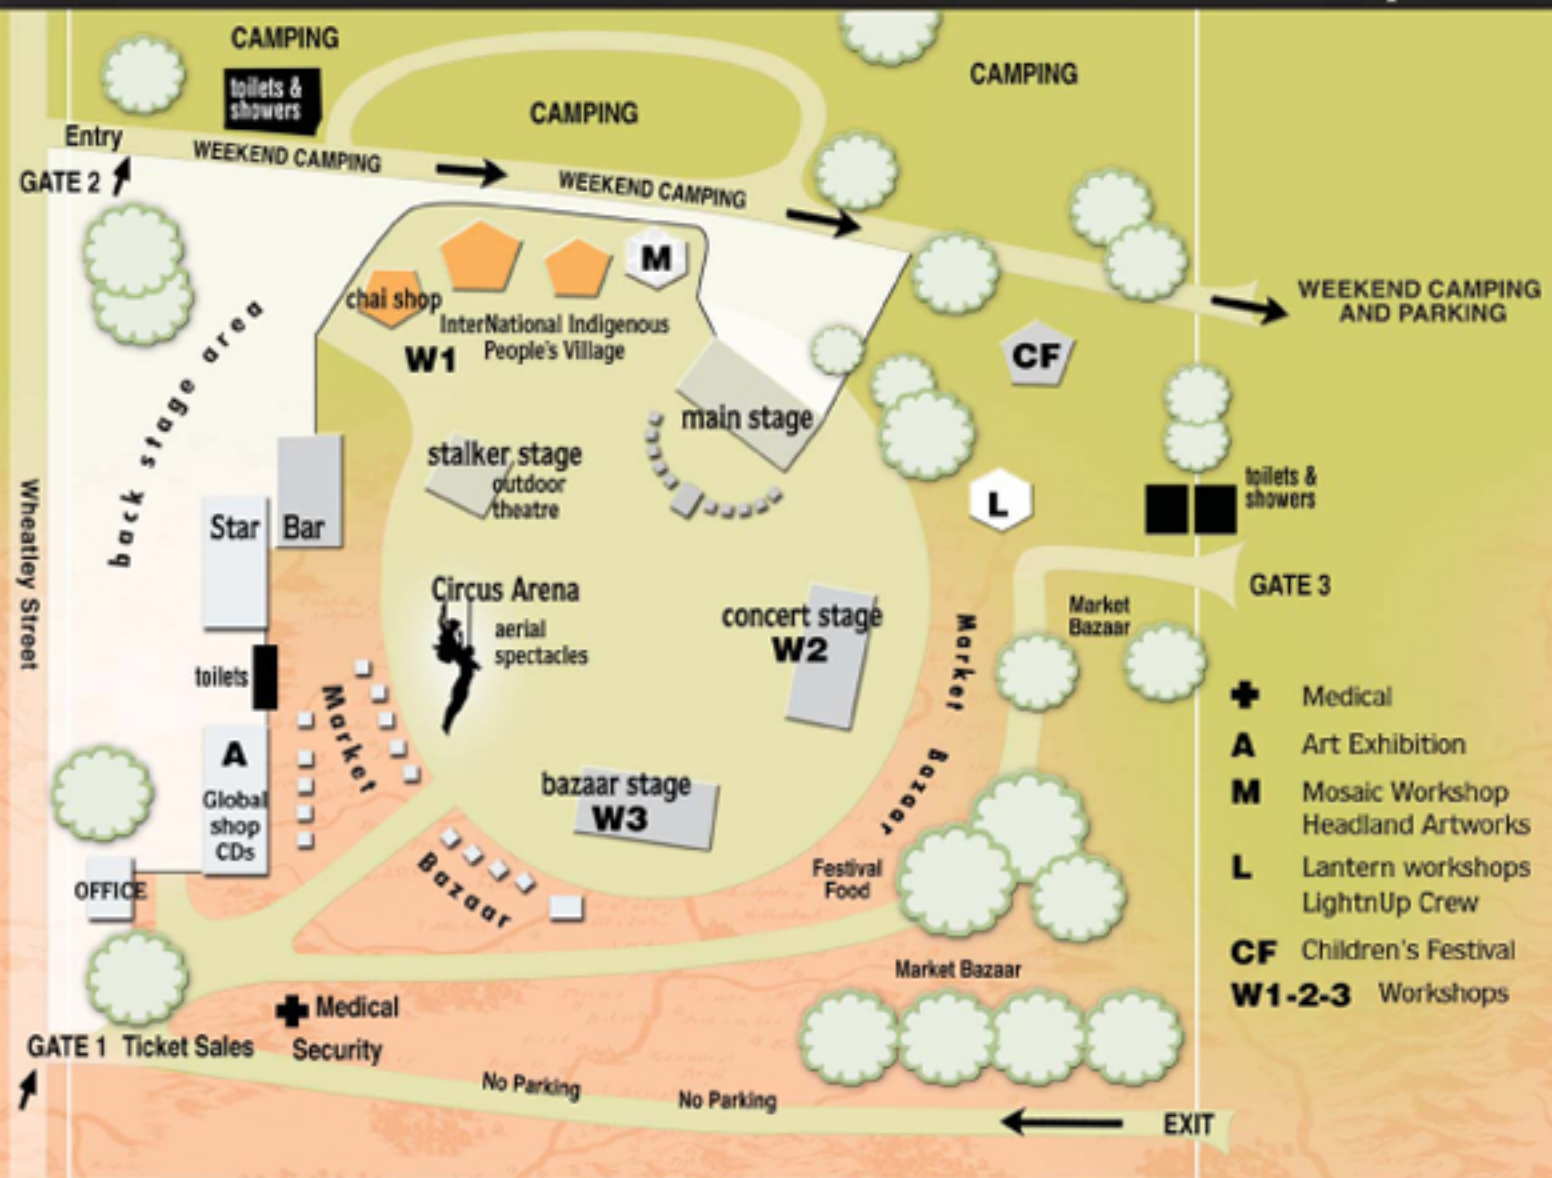 CAMPING
toilets &
showers
CAMPING
CAMPING
Entry
WEEKEND CAMPING
WEEKEND CAMPING
GATE 2
WEEKEND CAMPING
AND PARKING
M
chai shop
InterNational Indigenous
People's Village
W1
CF
back stage area
main stage
stalker stage
outdoor
theatre
L
toilets &
showers
Star
Bar
Wheatley Street
Circus Arena
aerial
spectacles
concert stage
W2
GATE 3
Market
Bazaar
Market Bazaar
toilets
Market
A
Global
shop
CDs
bazaar stage
W3
OFFICE
Bazaar
Festival
Food
Market Bazaar
Medical
Security
GATE 1 Ticket Sales
No Parking
No Parking
EXIT
Medical
A Art Exhibition
M Mosaic Workshop
Headland Artworks
L Lantern workshops
LightnUp Crew
CF Children's Festival
W1-2-3 Workshops